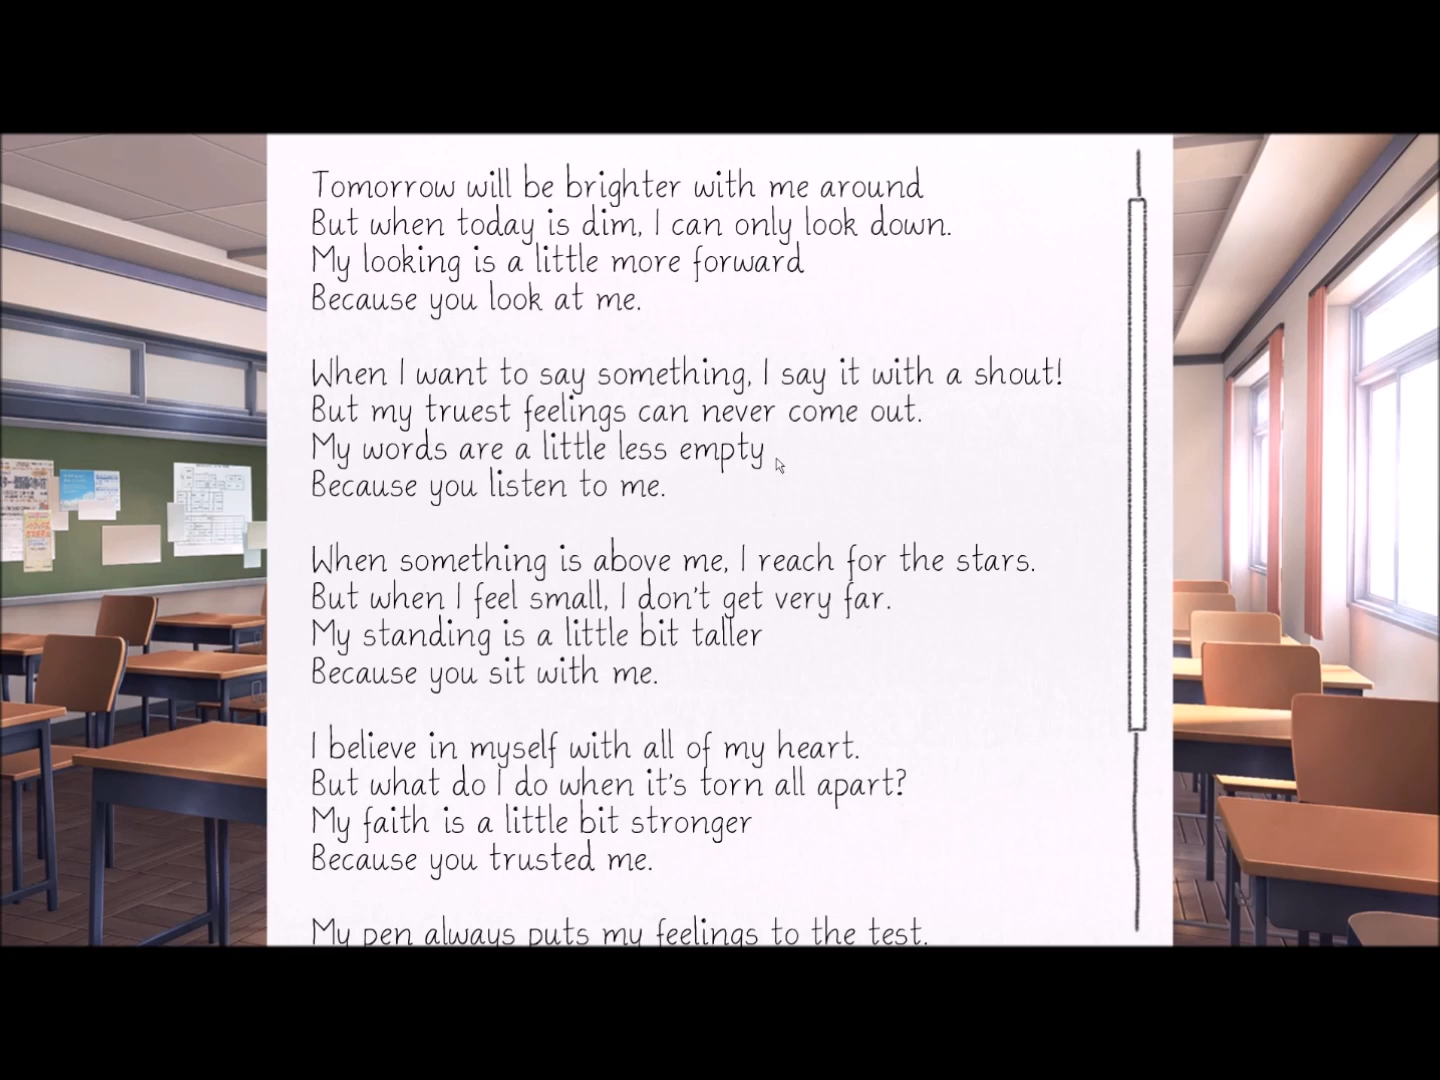 Tomorrow will be brighter with me around
But when today is dim, I can only look down.
My looking is a little more forward
Because you look at me.
When I want to say something, I say it with a shout!
But my truest feelings can never come out.
My words are a little less empty
Because you listen to me.
When something is above me, I reach for the stars.
But when I feel small, I don't get very far.
My standing is a little bit taller
Because you sit with me.
I believe in myself with all of my heart.
But what do I do when it's torn all apart?
My faith is a little bit stronger
Because you trusted me.
My pen always puts my feelings to the test.